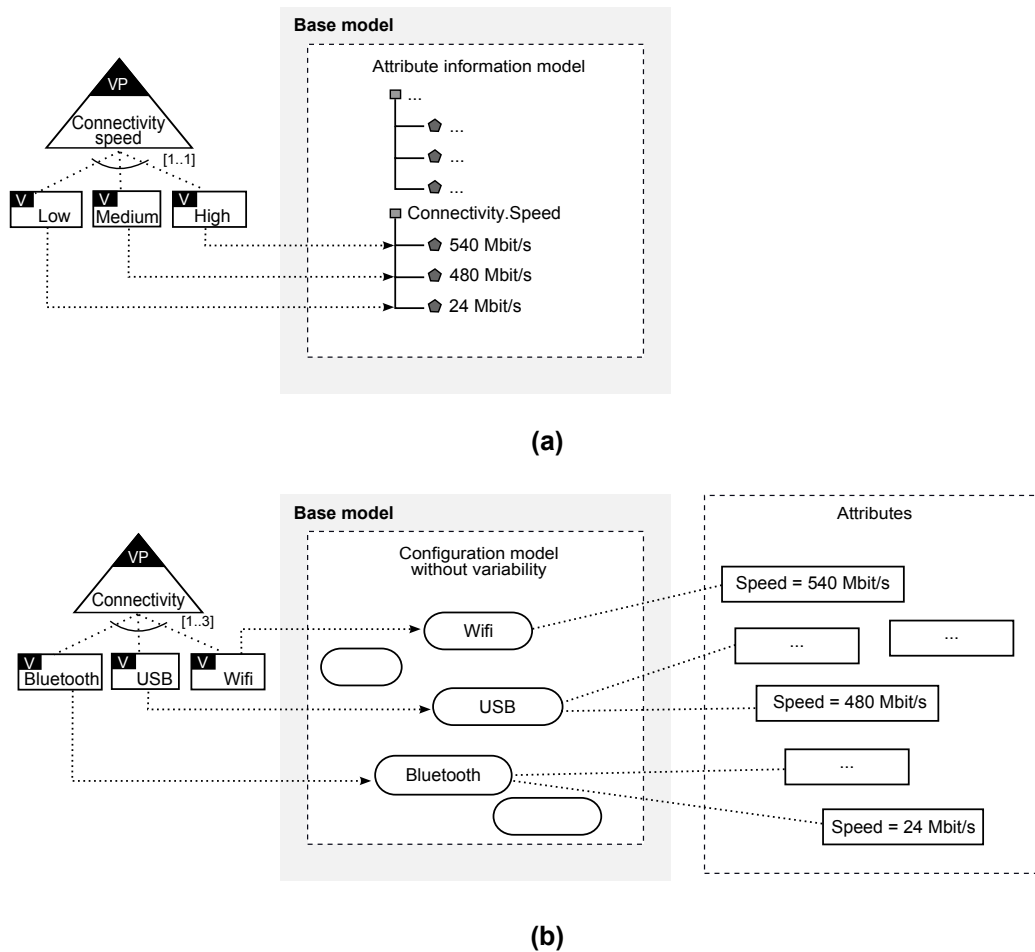 Base model
Attribute information model
VP
Connectivity
speed
[1..1]
V
Low
V
Medium
V
High
...
...
...
...
Connectivity.Speed
540 Mbit/s
480 Mbit/s
24 Mbit/s
(a)
Base model
Configuration model
without variability
Attributes
VP
Connectivity
[1..3]
V
Bluetooth
V
USB
V
Wifi
Wifi
USB
Bluetooth
Speed = 540 Mbit/s
...
...
Speed = 480 Mbit/s
...
Speed = 24 Mbit/s
(b)